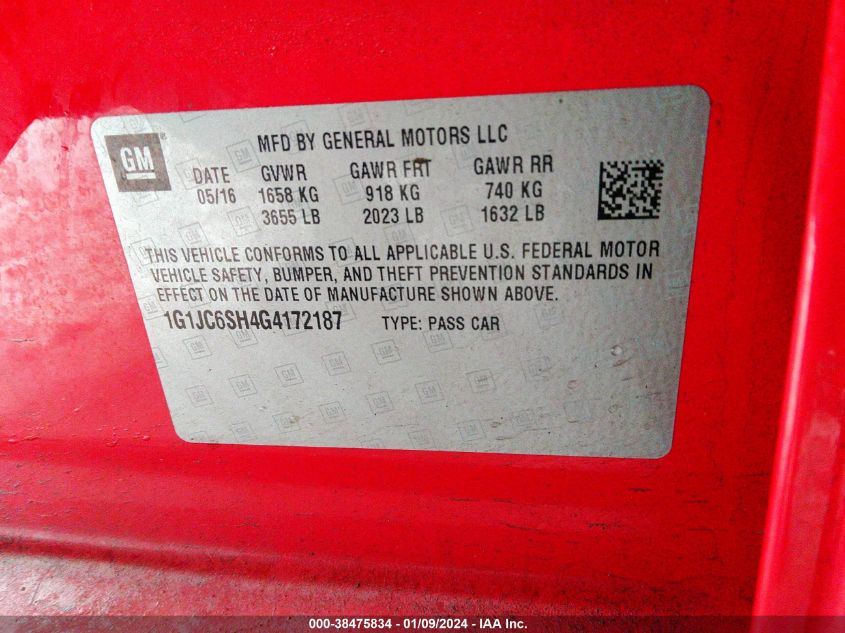 GM
MFD BY GENERAL MOTORS LLC
DATE GVWR GAWR FRT GAWR RR
05/16 1658 KG 918 KG 740 KG
3655 LB 2023 LB 1632 LB
THIS VEHICLE CONFORMS TO ALL APPLICABLE U.S. FEDERAL MOTOR
VEHICLE SAFETY, BUMPER, AND THEFT PREVENTION STANDARDS IN
EFFECT ON THE DATE OF MANUFACTURE SHOWN ABOVE.
1G1JC6SH4G4172187 TYPE: PASS CAR
000-38475834 - 01/09/2024 - IAA Inc.